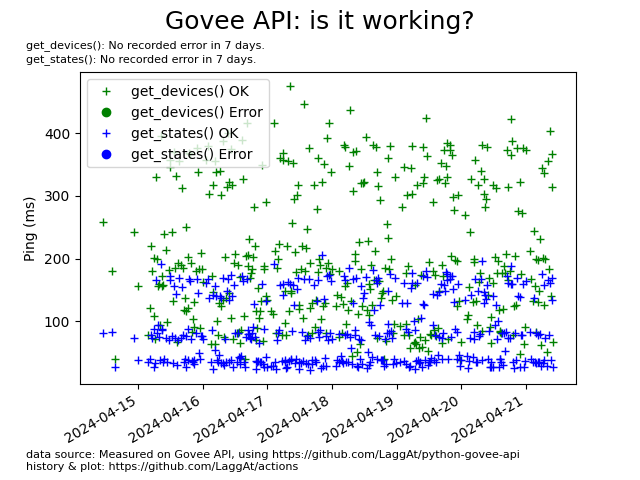 Govee API: is it working?
get_devices(): No recorded error in 7 days.
get_states(): No recorded error in 7 days.
get_devices() OK
get_devices() Error
get_states() OK
get_states() Error
Ping (ms)
400
300
200
100
2024-04-15
2024-04-16
2024-04-17
2024-04-18
2024-04-19
2024-04-20
2024-04-21
data source: Measured on Govee API, using https://github.com/LaggAt/python-govee-api
history & plot: https://github.com/LaggAt/actions